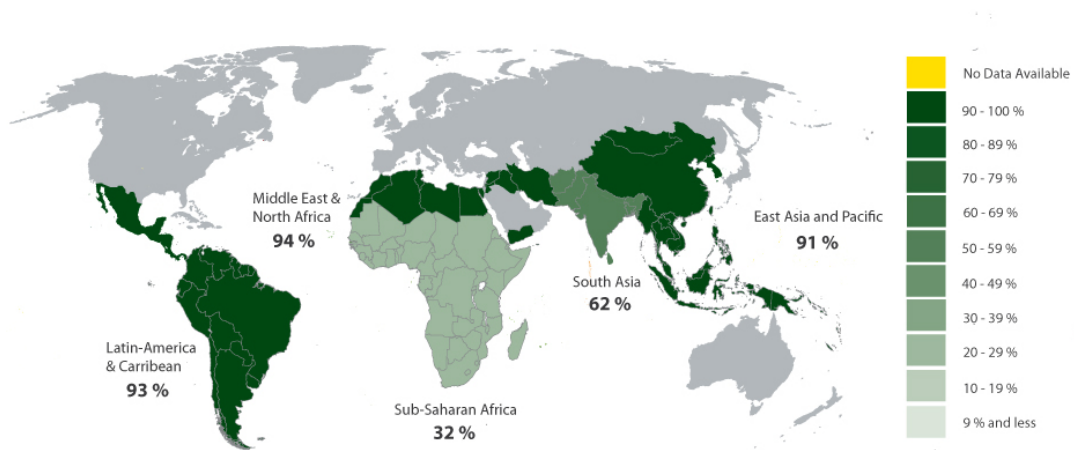 Middle East &
North Africa
94 %
East Asia and Pacific
91 %
South Asia
62 %
Latin-America
& Carribean
93 %
Sub-Saharan Africa
32 %
No Data Available
90 - 100 %
80 - 89 %
70 - 79 %
60 - 69 %
50 - 59 %
40 - 49 %
30 - 39 %
20 - 29 %
10 - 19 %
9 % and less